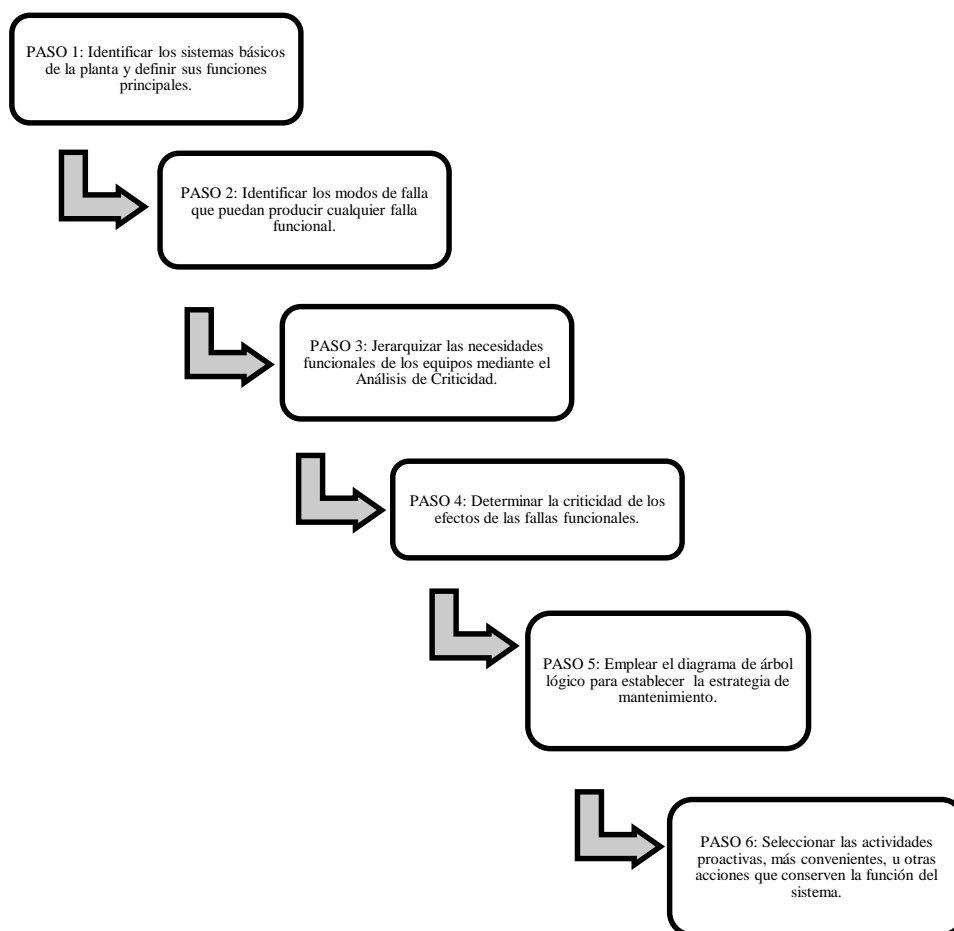 PASO 1: Identificar los sistemas básicos
de la planta y definir sus funciones
principales.
PASO 2: Identificar los modos de falla
que puedan producir cualquier falla
funcional.
PASO 3: Jerarquizar las necesidades
funcionales de los equipos mediante el
Análisis de Criticidad.
PASO 4: Determinar la criticidad de los
efectos de las fallas funcionales.
PASO 5: Emplear el diagrama de árbol
lógico para establecer la estrategia de
mantenimiento.
PASO 6: Seleccionar las actividades
proactivas, más convenientes, u otras
acciones que conserven la función del
sistema.